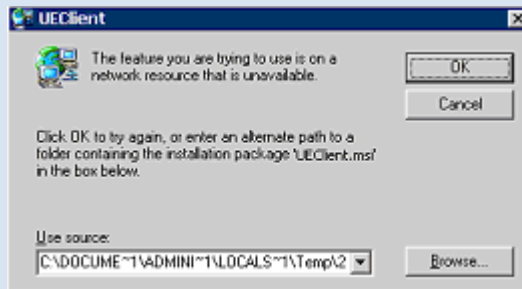 UEClient
The feature you are trying to use is on a
network resource that is unavailable.
OK
Cancel
Click OK to try again, or enter an alternate path to a
folder containing the installation package 'UEClient.msi'
in the box below.
Use source:
C:\DOCUME~1\ADMINI~1\LOCALS~1\Temp\2
Browse...